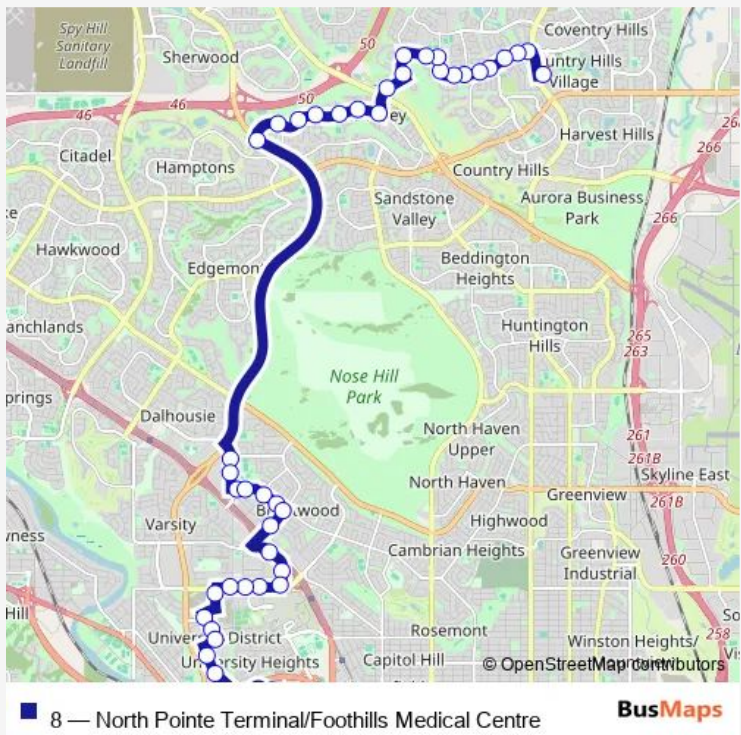 Spy Hill
Sanitary
Landfill
Sherwood
50
Coventry Hills
untry Hills
Village
46
46
50
ey
26
266
Citadel
Hamptons
Harvest Hills
Country Hills
Sandstone
Valley
Aurora Business
Park
266
Hawkwood
Edgemon
Beddington
Heights
anchlands
Huntington
Hills
265
263
Nose Hill
Park
prings
Dalhousie
North Haven
Upper
261
261B
Skyline East
North Haven
Greenview
261B
Varsity
B
wood
Highwood
wness
Cambrian Heights
Greenview
Industrial
260
Hill
Rosemont
So
258
Univer
District
Winston Heights/
University Heights
Capitol Hill
© OpenStreetMap contributors
8 — North Pointe Terminal/Foothills Medical Centre
BusMaps